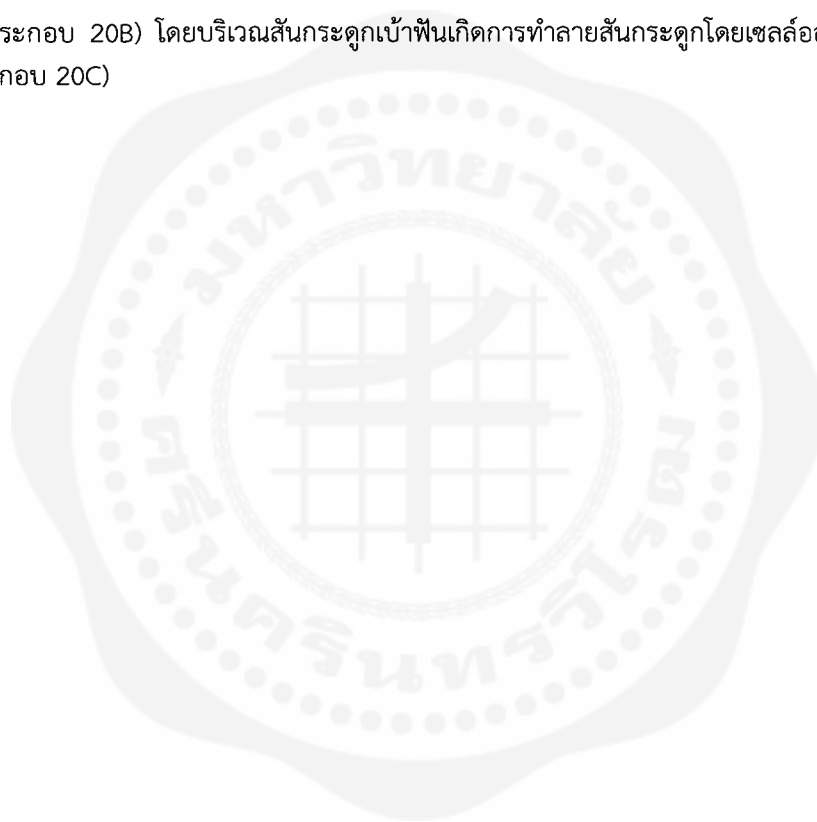 ระกอบ 20B) โดยบริเวณสันกระดูกเบ้าฟันเกิดการทำลายสันกระดูกโดยเซลล์ออ
กอบ 20C)
มหาวิทยาลัย
ศรีนครินทรวิโรฒ